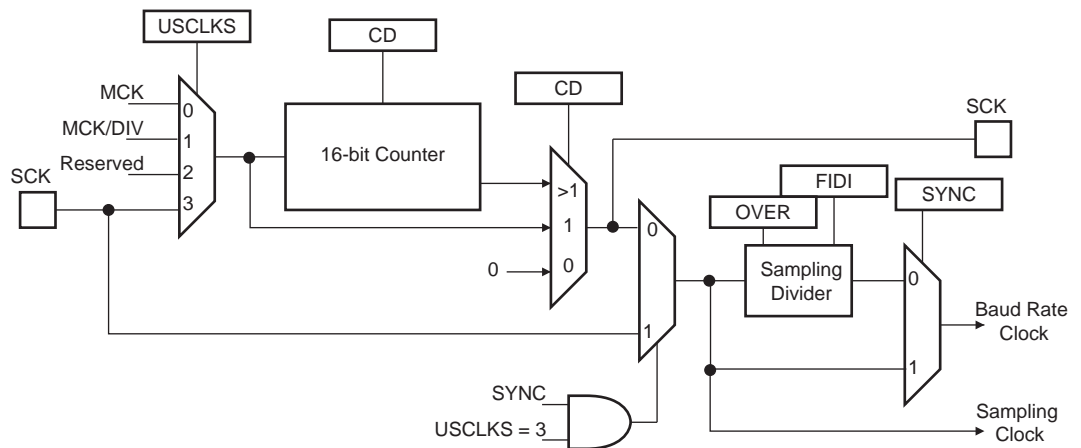 USCLKS
CD
CD
MCK
MCK/DIV
Reserved
SCK
0
1
2
3
16-bit Counter
>1
1
0
0
SCK
0
1
FIDI
OVER
SYNC
Sampling
Divider
0
1
Baud Rate
Clock
SYNC
USCLKS = 3
Sampling
Clock